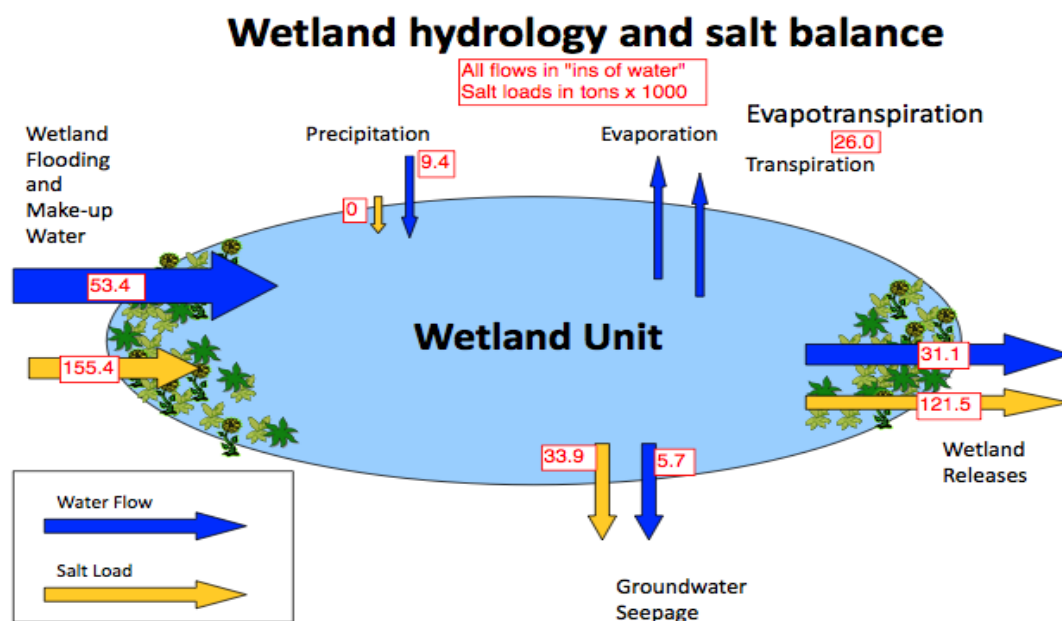 Wetland hydrology and salt balance
All flows in "ins of water"
Salt loads in tons x 1000
Wetland
Flooding
and
Make-up
Water
Precipitation
9.4
0
Evaporation
Evapotranspiration
26.0
Transpiration
53.4
155.4
Wetland Unit
31.1
121.5
Wetland
Releases
33.9
5.7
Groundwater
Seepage
Water Flow
Salt Load